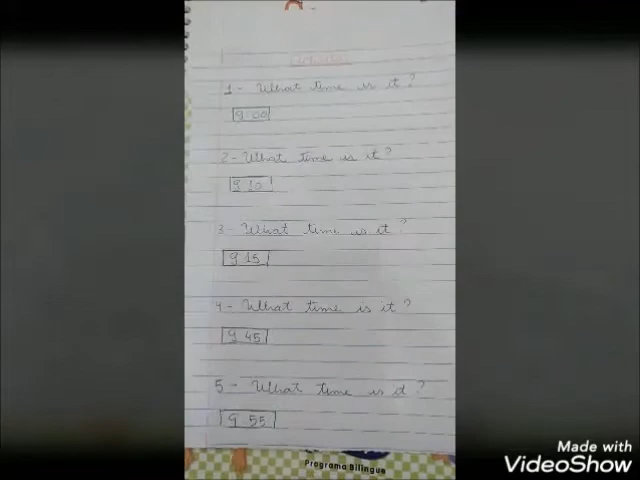 1- What time is it?
9:00
2- What time is it?
9 10
3- What time is it?
9 15
4- What time is it?
9 45
5- What time is it?
9 55
Programa Bilíngue
Made with
VideoShow